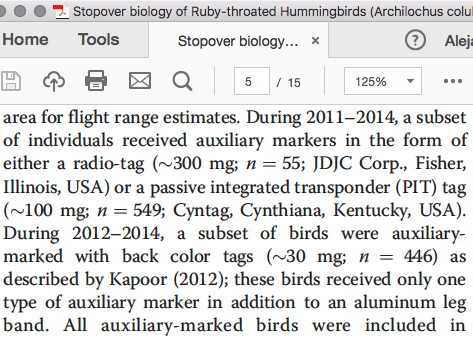 Stopover biology of Ruby-throated Hummingbirds (Archilochus colu
Home Tools Stopover biology... × ? Aleja
5 / 15 125%
area for flight range estimates. During 2011–2014, a subset
of individuals received auxiliary markers in the form of
either a radio-tag (∼300 mg; n = 55; JDJC Corp., Fisher,
Illinois, USA) or a passive integrated transponder (PIT) tag
(∼100 mg; n = 549; Cyntag, Cynthiana, Kentucky, USA).
During 2012–2014, a subset of birds were auxiliary-
marked with back color tags (∼30 mg; n = 446) as
described by Kapoor (2012); these birds received only one
type of auxiliary marker in addition to an aluminum leg
band. All auxiliary-marked birds were included in